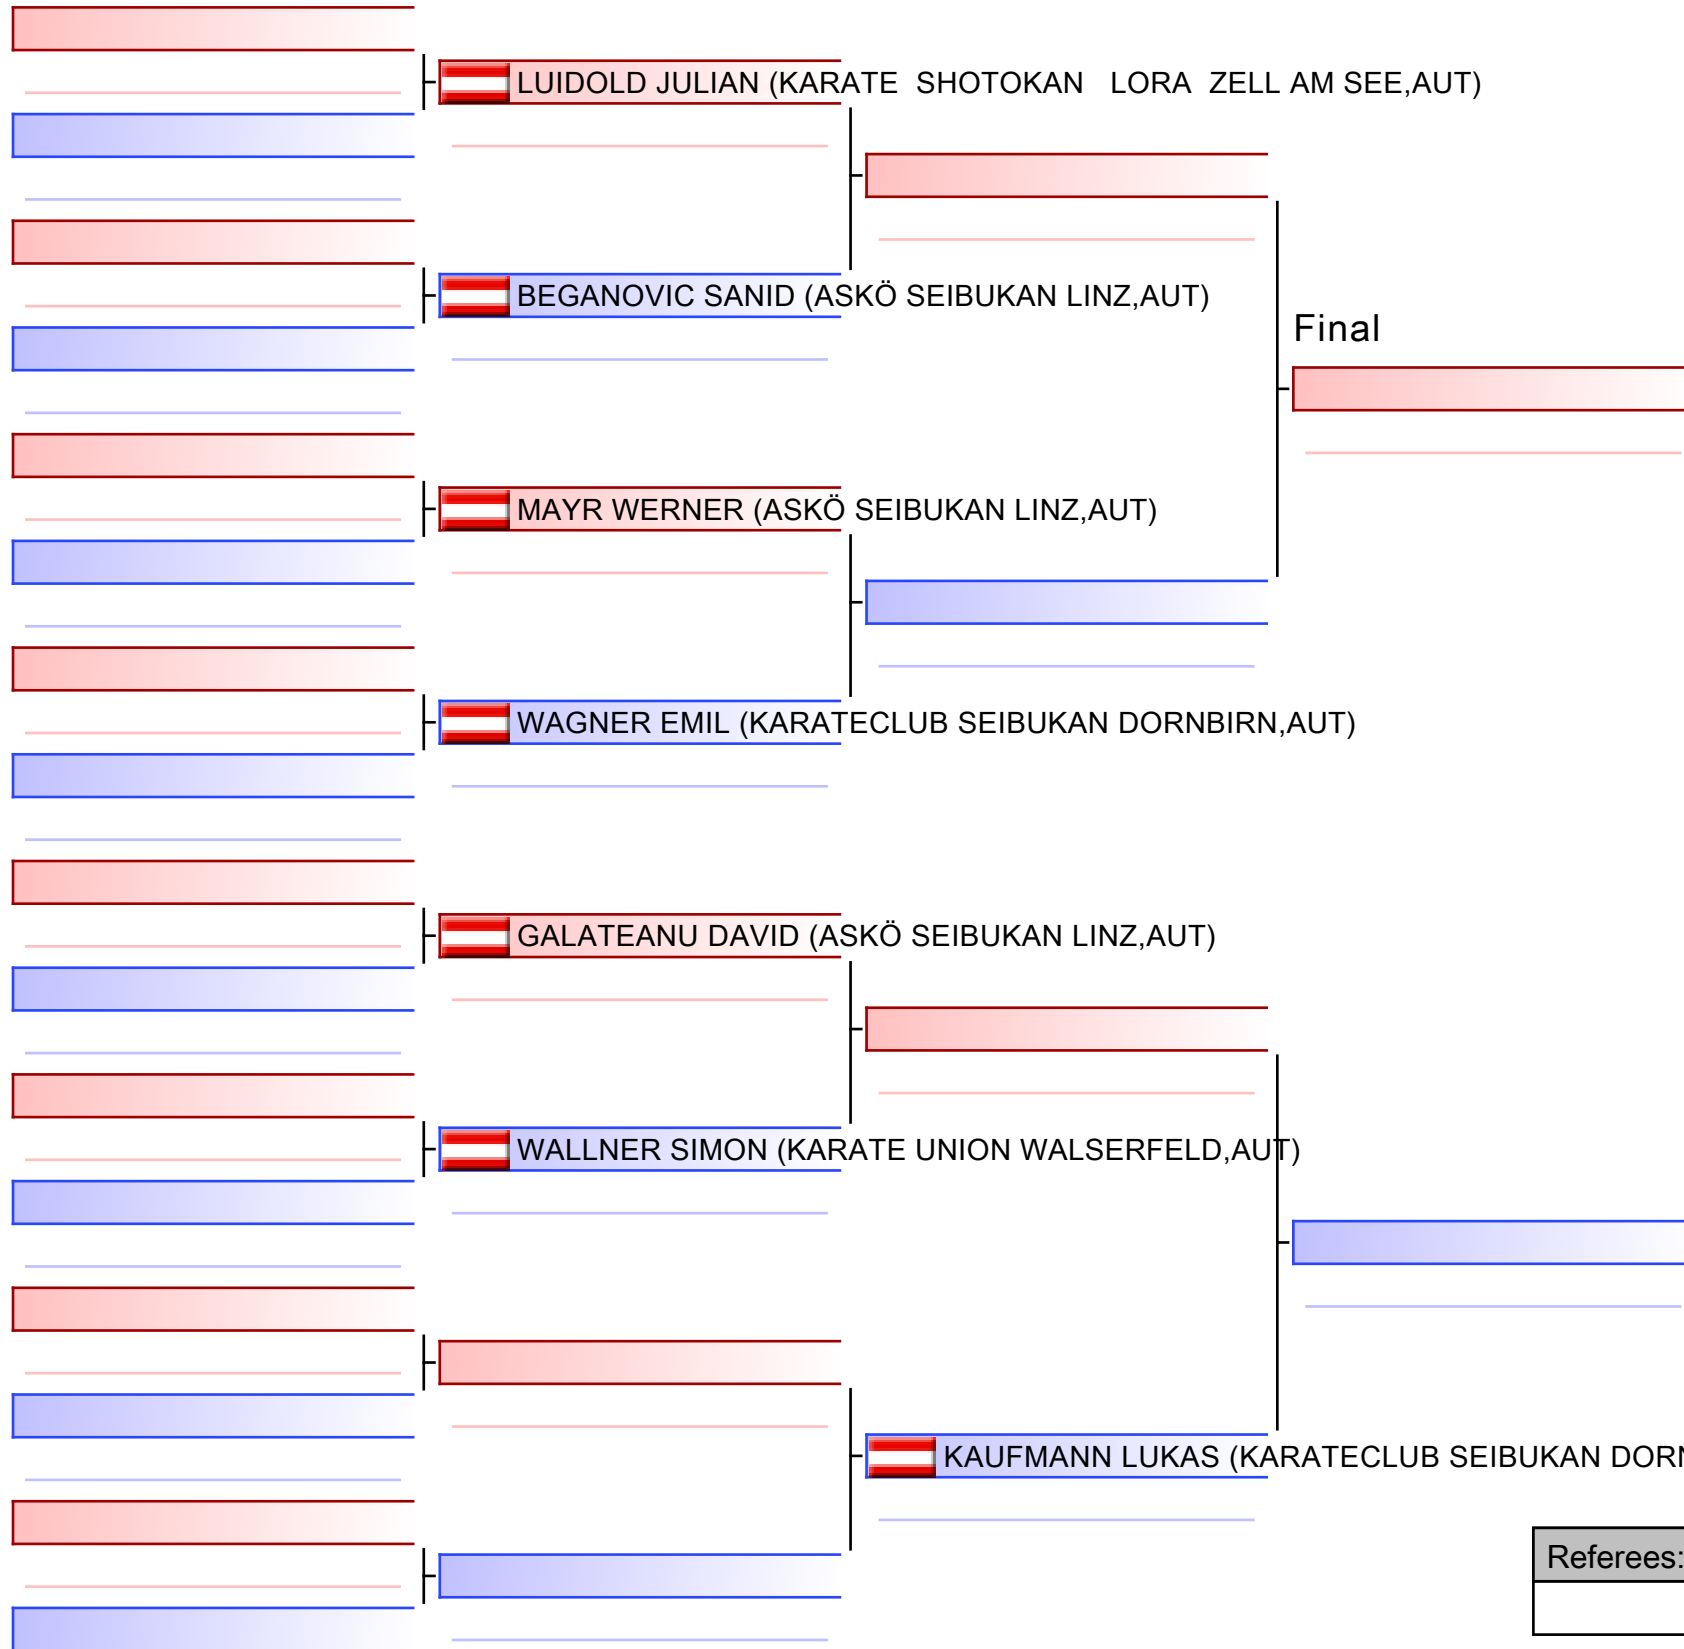 LUIDOLD JULIAN (KARATE SHOTOKAN LORA ZELL AM SEE,AUT)
BEGANOVIC SANID (ASKÖ SEIBUKAN LINZ,AUT)
Final
MAYR WERNER (ASKÖ SEIBUKAN LINZ,AUT)
WAGNER EMIL (KARATECLUB SEIBUKAN DORNBIRN,AUT)
GALATEANU DAVID (ASKÖ SEIBUKAN LINZ,AUT)
WALLNER SIMON (KARATE UNION WALSERFELD,AUT)
KAUFMANN LUKAS (KARATECLUB SEIBUKAN
Referees: